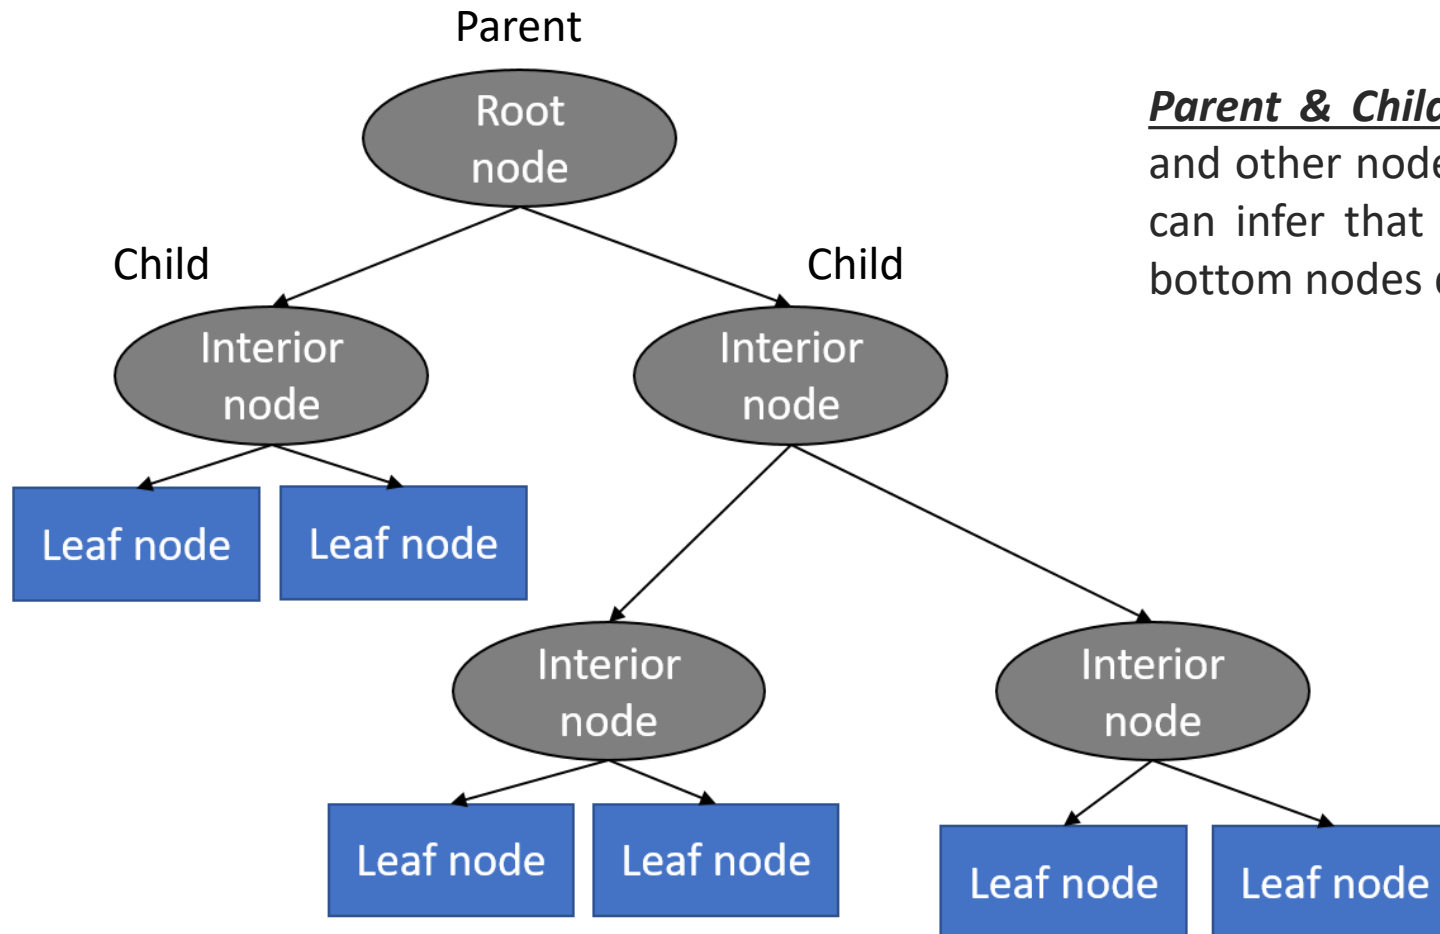 Parent
Root
node
Child
Child
Interior
node
Interior
node
Leaf node
Leaf node
Interior
node
Interior
node
Leaf node
Leaf node
Leaf node
Leaf node
Parent & Child
and other node
can infer that
bottom nodes